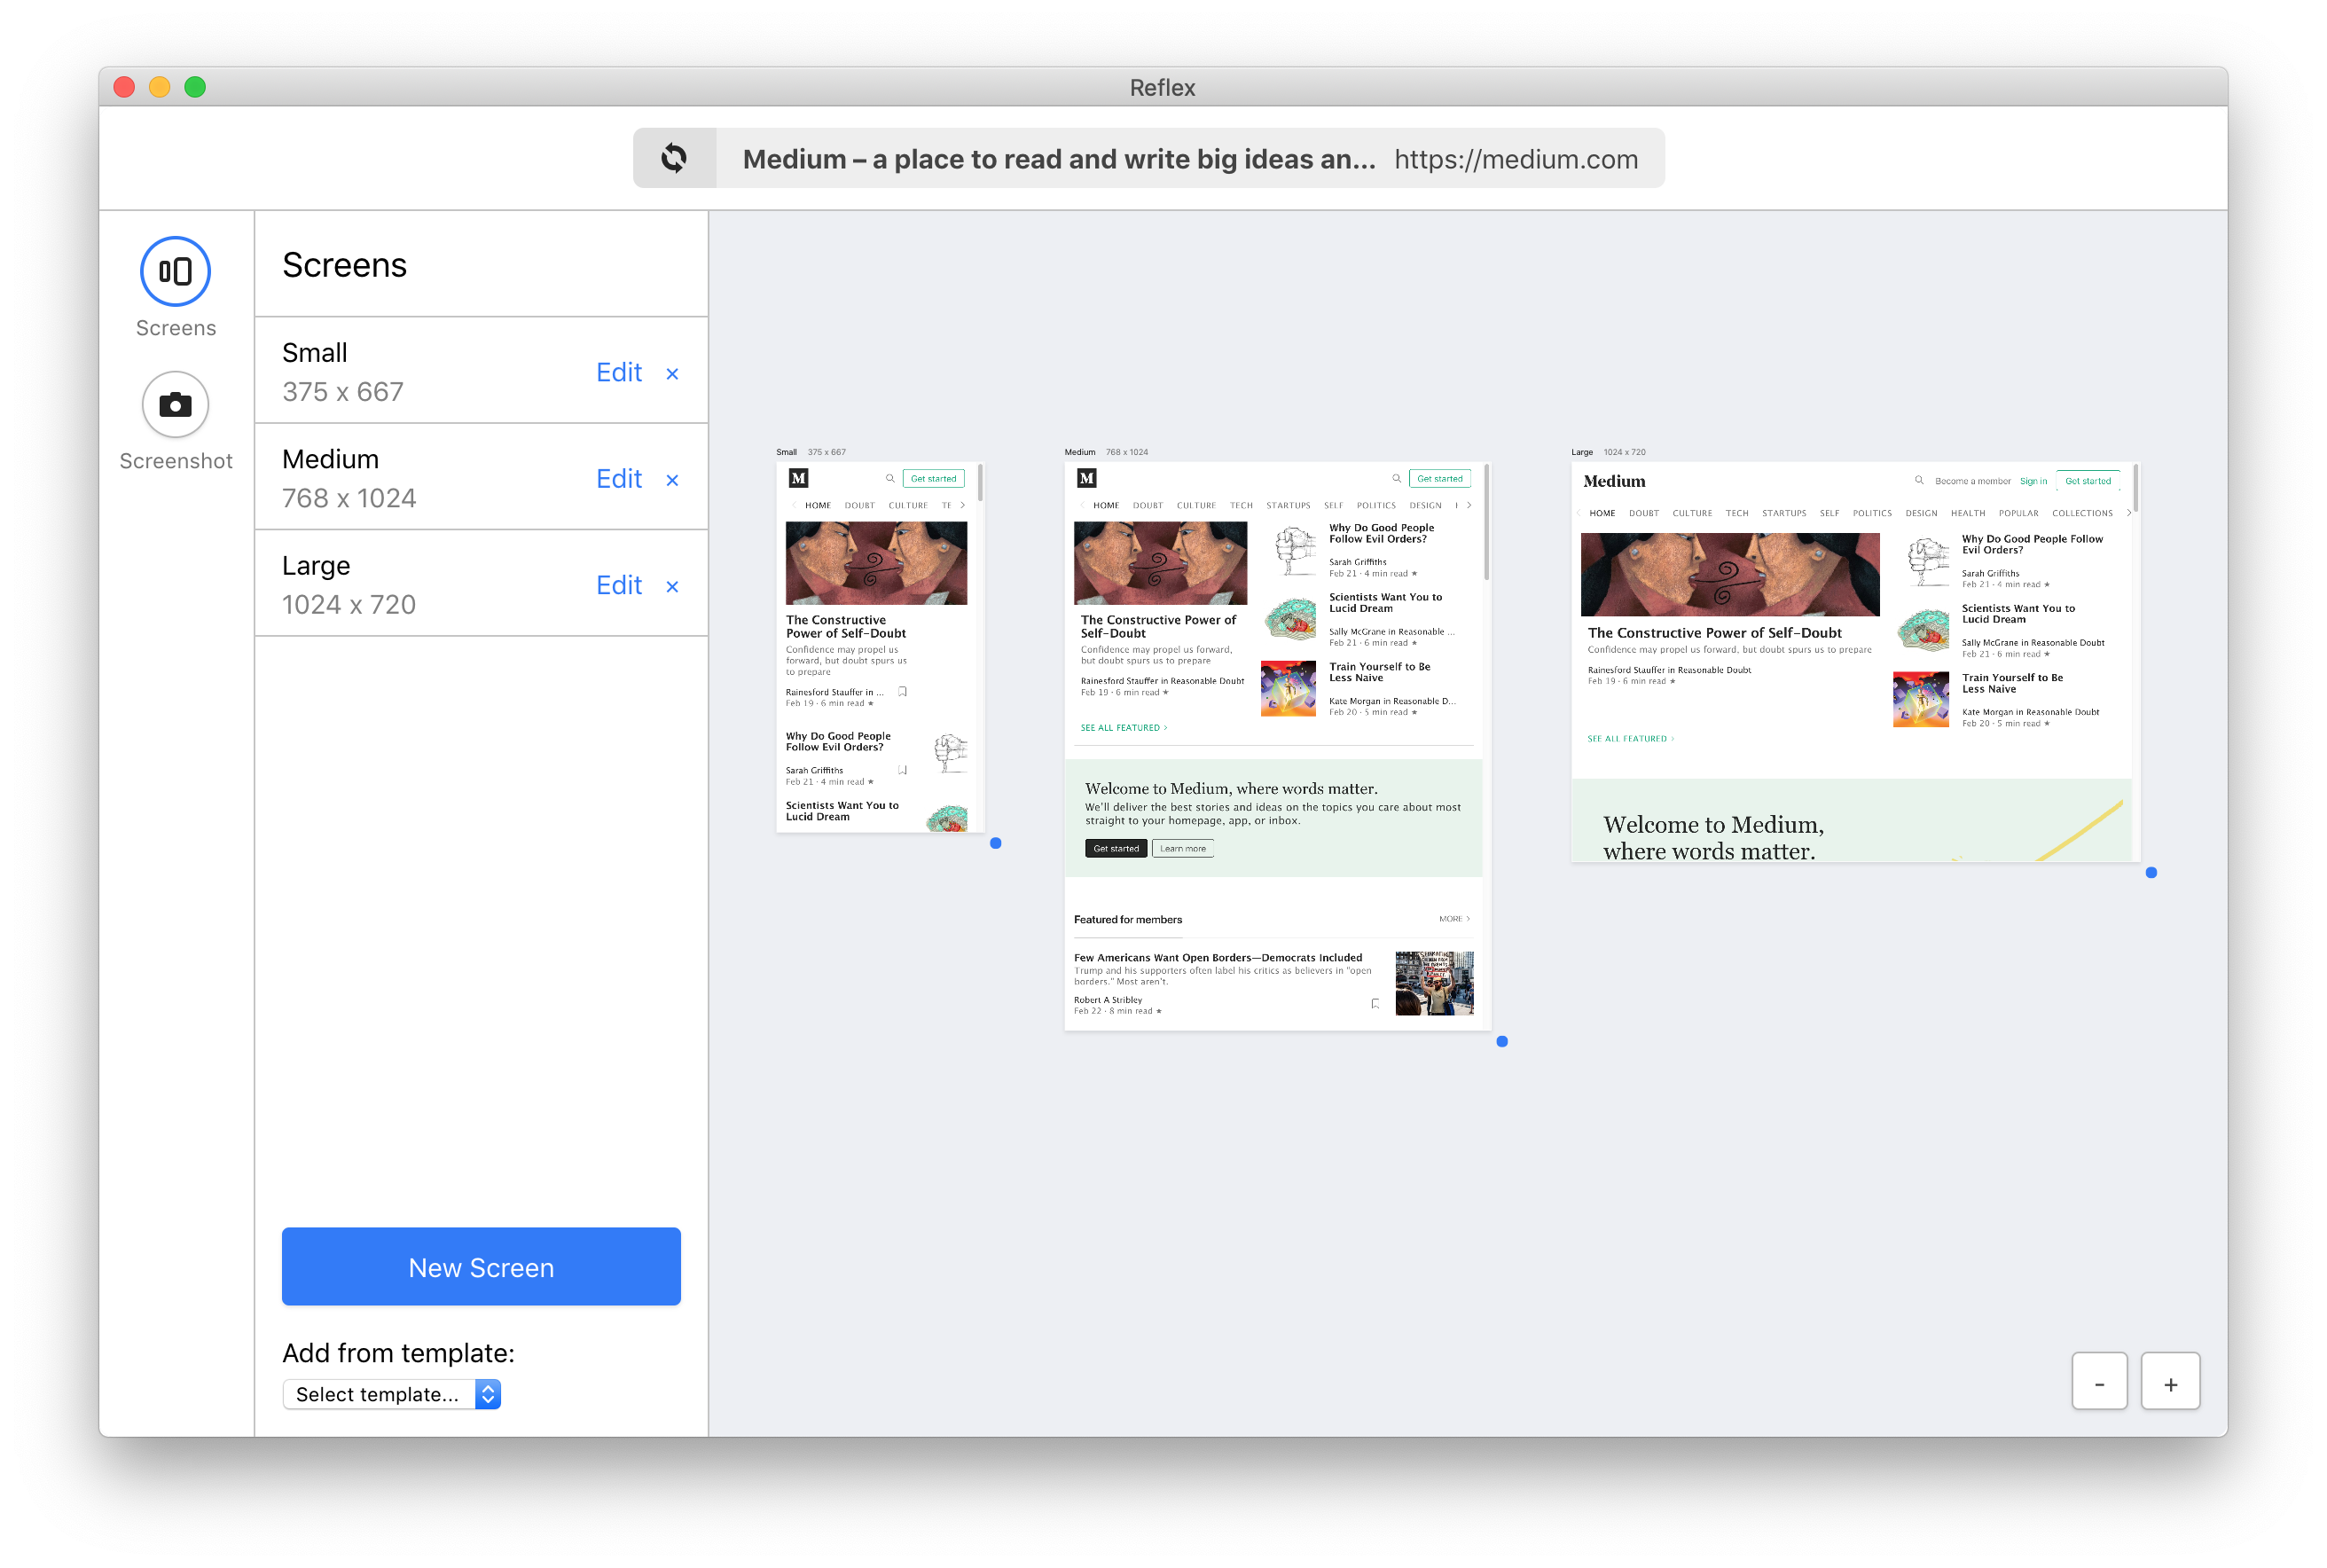 Reflex
Medium – a place to read and write big ideas an... https://medium.com
Screens
Screenshot
Screens
Small
375 x 667
Edit ×
Medium
768 x 1024
Edit ×
Large
1024 x 720
Edit ×
New Screen
Add from template:
Select template...
Small 375 x 667
M Get started
HOME DOUBT CULTURE TE
The Constructive
Power of Self-Doubt
Confidence may propel us
forward, but doubt spurs us
to prepare
Rainesford Stauffer in ...
Feb 19 · 6 min read ★
Why Do Good People
Follow Evil Orders?
Sarah Griffiths
Feb 21 · 4 min read ★
Scientists Want You to
Lucid Dream
Medium 768 x 1024
M Get started
HOME DOUBT CULTURE TECH STARTUPS SELF POLITICS DESIGN
The Constructive Power of
Self-Doubt
Confidence may propel us forward,
but doubt spurs us to prepare
Rainesford Stauffer in Reasonable Doubt
Feb 19 · 6 min read ★
SEE ALL FEATURED >
Why Do Good People
Follow Evil Orders?
Sarah Griffiths
Feb 21 · 4 min read ★
Scientists Want You to
Lucid Dream
Sally McGrane in Reasonable ...
Feb 21 · 6 min read ★
Train Yourself to Be
Less Naive
Kate Morgan in Reasonable D...
Feb 20 · 5 min read ★
Welcome to Medium, where words matter.
We'll deliver the best stories and ideas on the topics you care about most
straight to your homepage, app, or inbox.
Get started Learn more
Featured for members MORE >
Few Americans Want Open Borders—Democrats Included
Trump and his supporters often label his critics as believers in "open
borders." Most aren't.
Robert A Stribley
Feb 22 · 8 min read ★
Large 1024 x 720
Medium Become a member Sign in Get started
HOME DOUBT CULTURE TECH STARTUPS SELF POLITICS DESIGN HEALTH POPULAR COLLECTIONS
The Constructive Power of Self-Doubt
Confidence may propel us forward, but doubt spurs us to prepare
Rainesford Stauffer in Reasonable Doubt
Feb 19 · 6 min read ★
SEE ALL FEATURED >
Why Do Good People Follow
Evil Orders?
Sarah Griffiths
Feb 21 · 4 min read ★
Scientists Want You to
Lucid Dream
Sally McGrane in Reasonable Doubt
Feb 21 · 6 min read ★
Train Yourself to Be
Less Naive
Kate Morgan in Reasonable Doubt
Feb 20 · 5 min read ★
Welcome to Medium,
where words matter.
- +